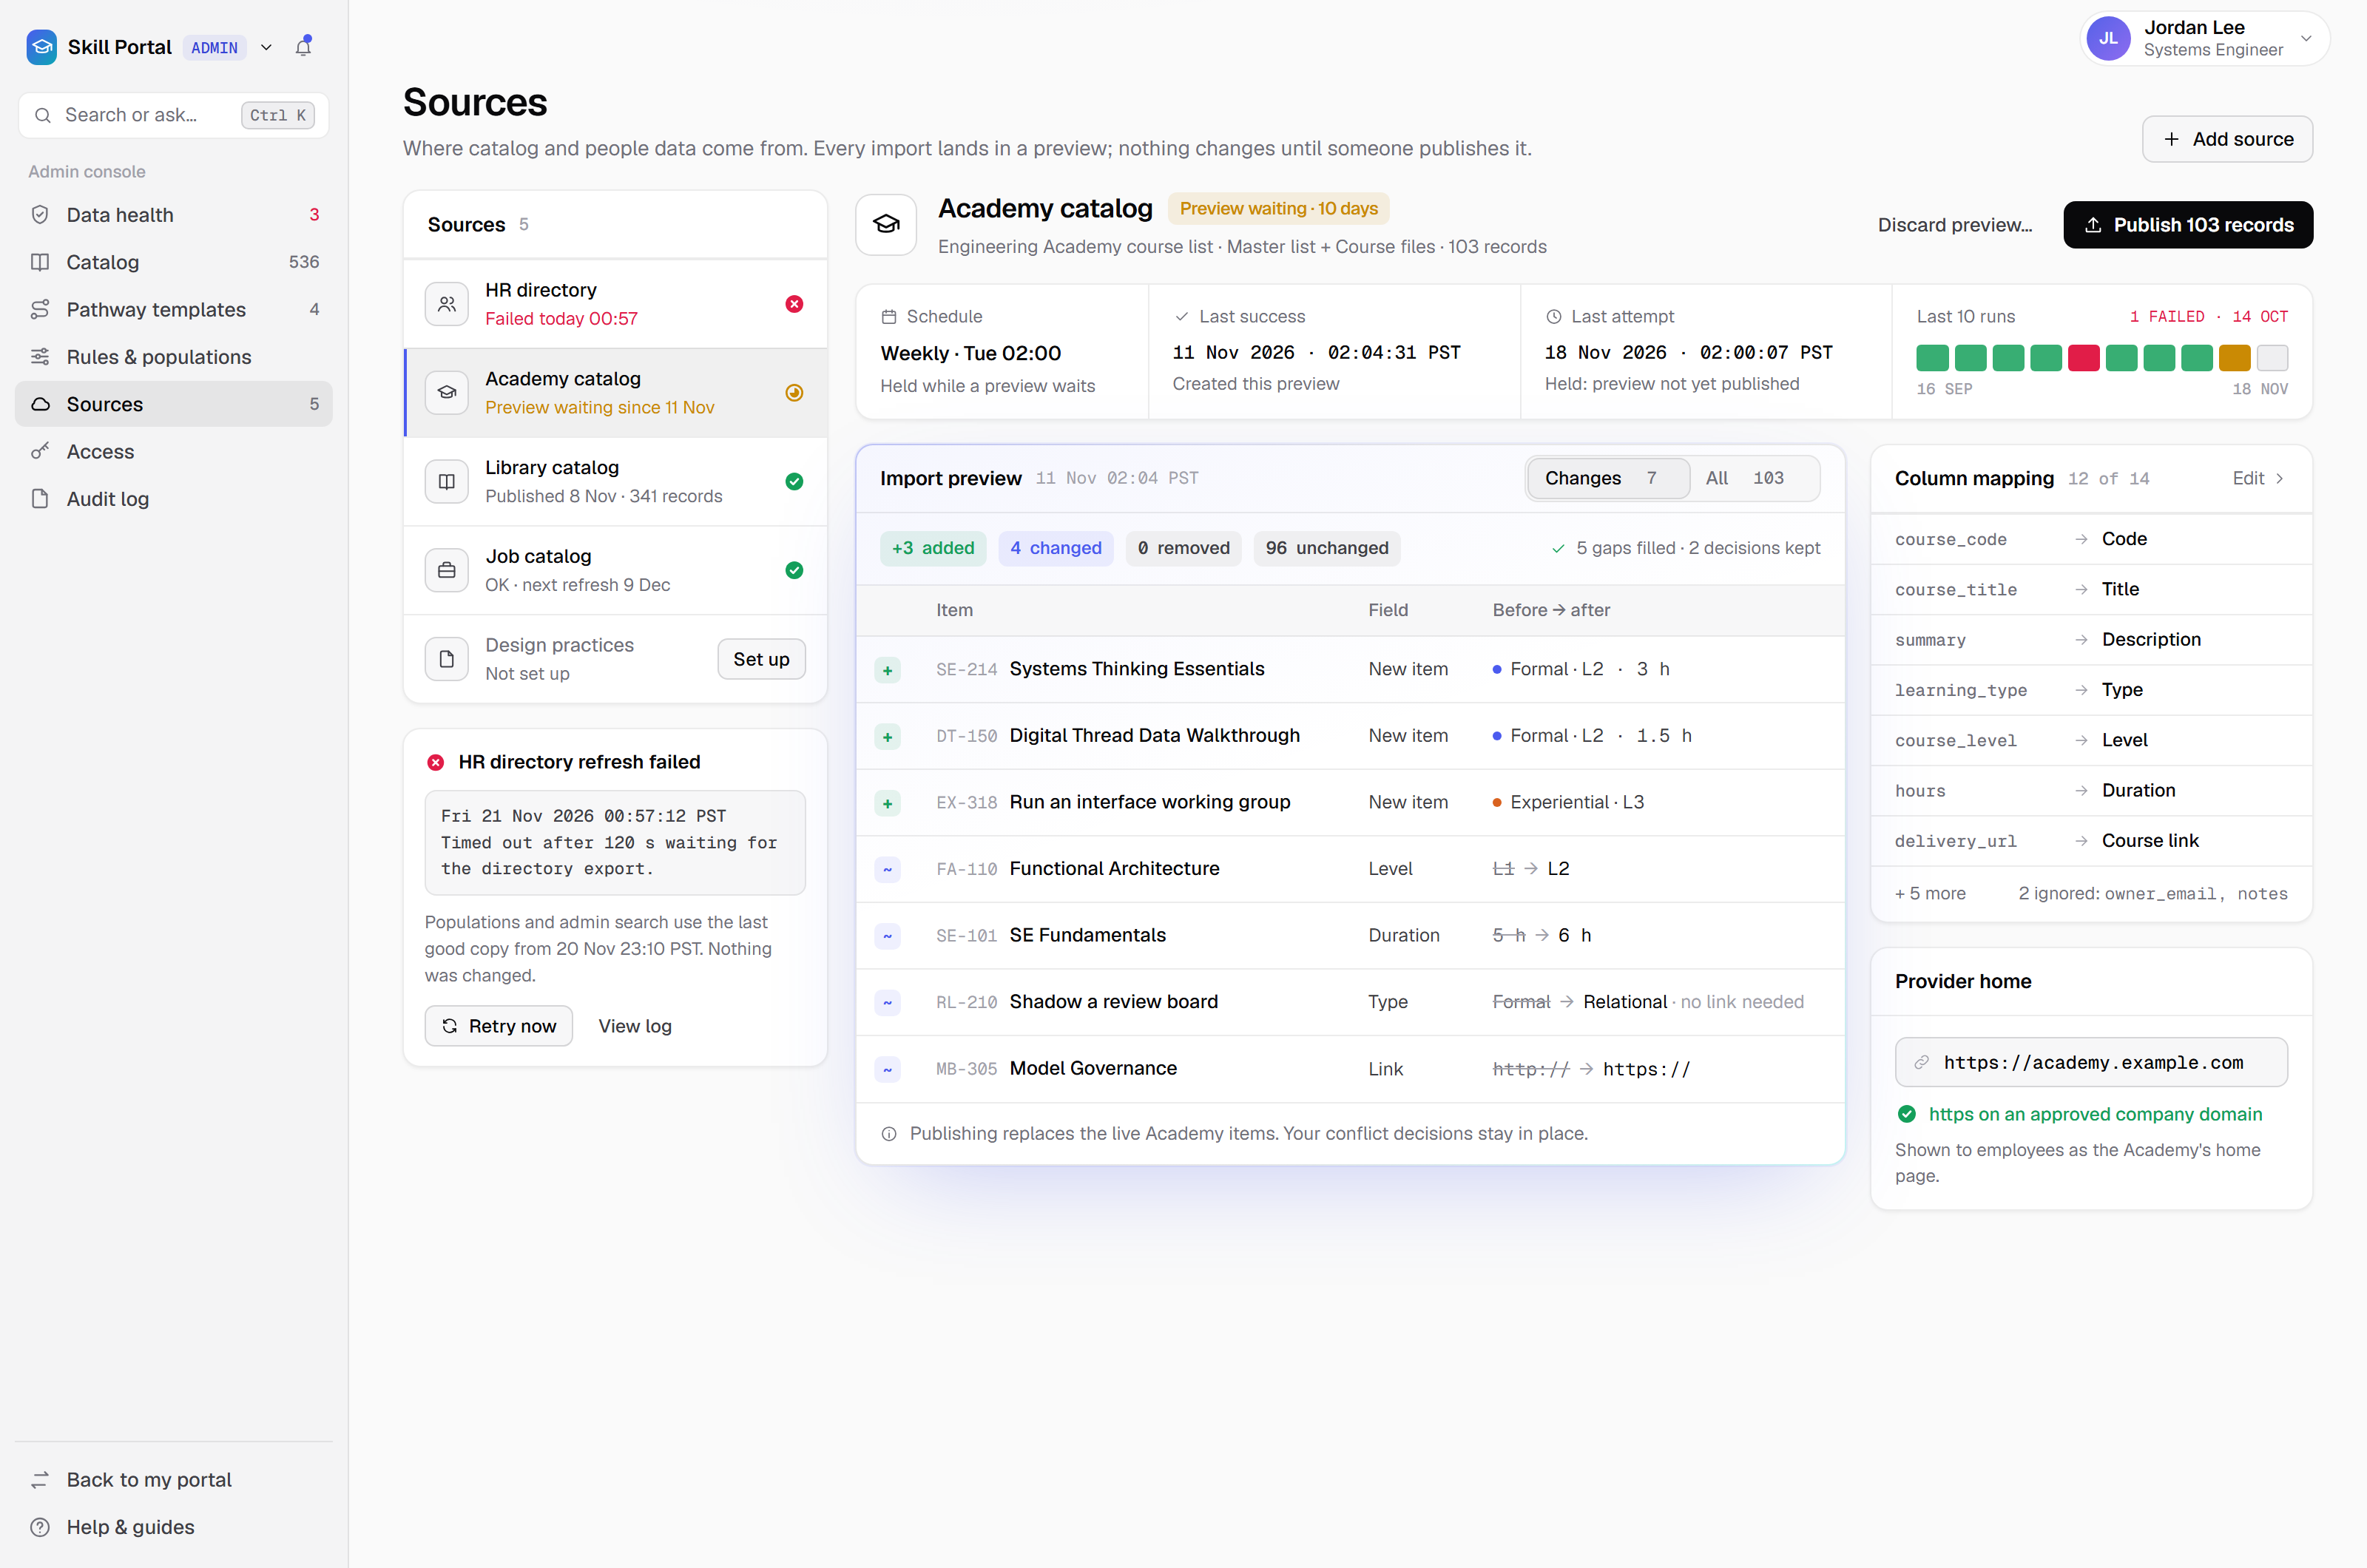 Skill Portal ADMIN
Search or ask... Ctrl K
Admin console
Data health 3
Catalog 536
Pathway templates 4
Rules & populations
Sources 5
Access
Audit log
Back to my portal
Help & guides
JL Jordan Lee
Systems Engineer
Sources
Where catalog and people data come from. Every import lands in a preview; nothing changes until someone publishes it.
+ Add source
Sources 5
HR directory
Failed today 00:57
Academy catalog
Preview waiting since 11 Nov
Library catalog
Published 8 Nov · 341 records
Job catalog
OK · next refresh 9 Dec
Design practices
Not set up
Set up
HR directory refresh failed
Fri 21 Nov 2026 00:57:12 PST
Timed out after 120 s waiting for
the directory export.
Populations and admin search use the last
good copy from 20 Nov 23:10 PST. Nothing
was changed.
Retry now View log
Academy catalog Preview waiting · 10 days
Engineering Academy course list · Master list + Course files · 103 records
Discard preview... Publish 103 records
Schedule
Weekly · Tue 02:00
Held while a preview waits
Last success
11 Nov 2026 · 02:04:31 PST
Created this preview
Last attempt
18 Nov 2026 · 02:00:07 PST
Held: preview not yet published
Last 10 runs 1 FAILED · 14 OCT
16 SEP 18 NOV
Import preview 11 Nov 02:04 PST
Changes 7 All 103
+3 added 4 changed 0 removed 96 unchanged
5 gaps filled · 2 decisions kept
Item Field Before → after
+ SE-214 Systems Thinking Essentials New item Formal · L2 · 3 h
+ DT-150 Digital Thread Data Walkthrough New item Formal · L2 · 1.5 h
+ EX-318 Run an interface working group New item Experiential · L3
~ FA-110 Functional Architecture Level L1 → L2
~ SE-101 SE Fundamentals Duration 5 h → 6 h
~ RL-210 Shadow a review board Type Formal → Relational · no link needed
~ MB-305 Model Governance Link http:// → https://
Publishing replaces the live Academy items. Your conflict decisions stay in place.
Column mapping 12 of 14 Edit
course_code → Code
course_title → Title
summary → Description
learning_type → Type
course_level → Level
hours → Duration
delivery_url → Course link
+ 5 more 2 ignored: owner_email, notes
Provider home
https://academy.example.com
https on an approved company domain
Shown to employees as the Academy's home
page.